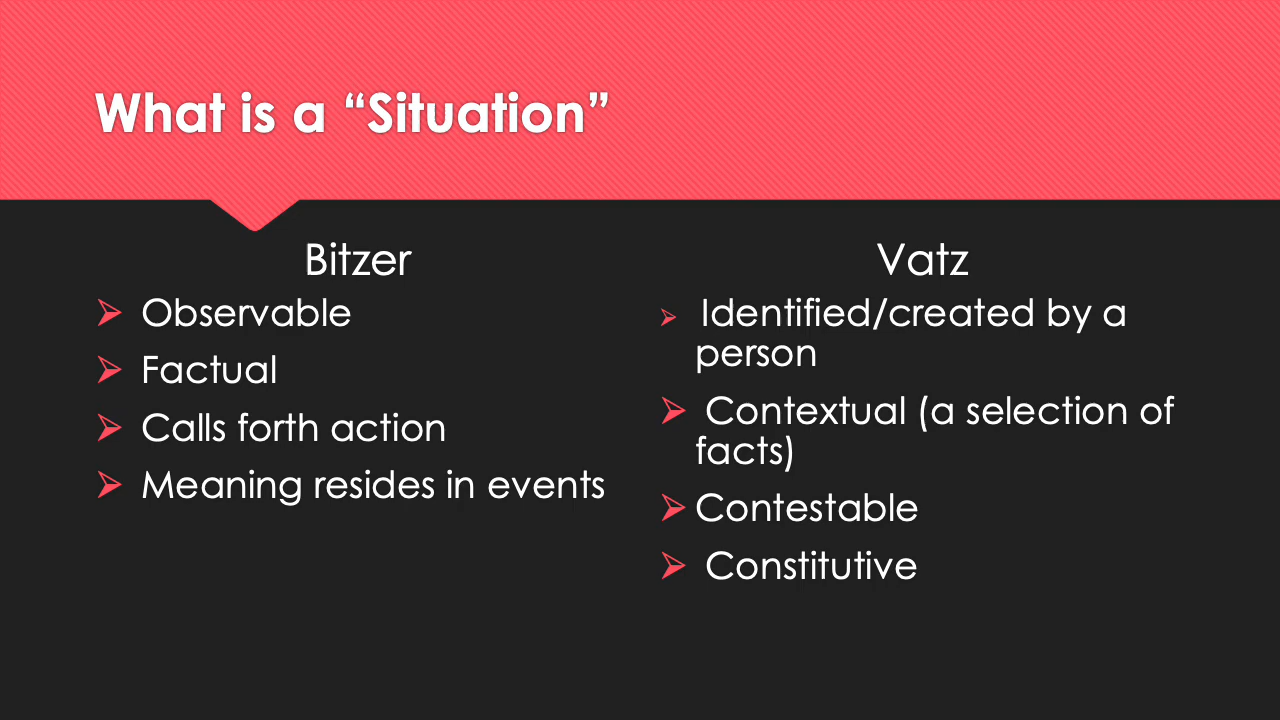 What is a “Situation”
Bitzer
Observable
Factual
Calls forth action
Meaning resides in events
Vatz
Identified/created by a
person
Contextual (a selection of
facts)
Contestable
Constitutive